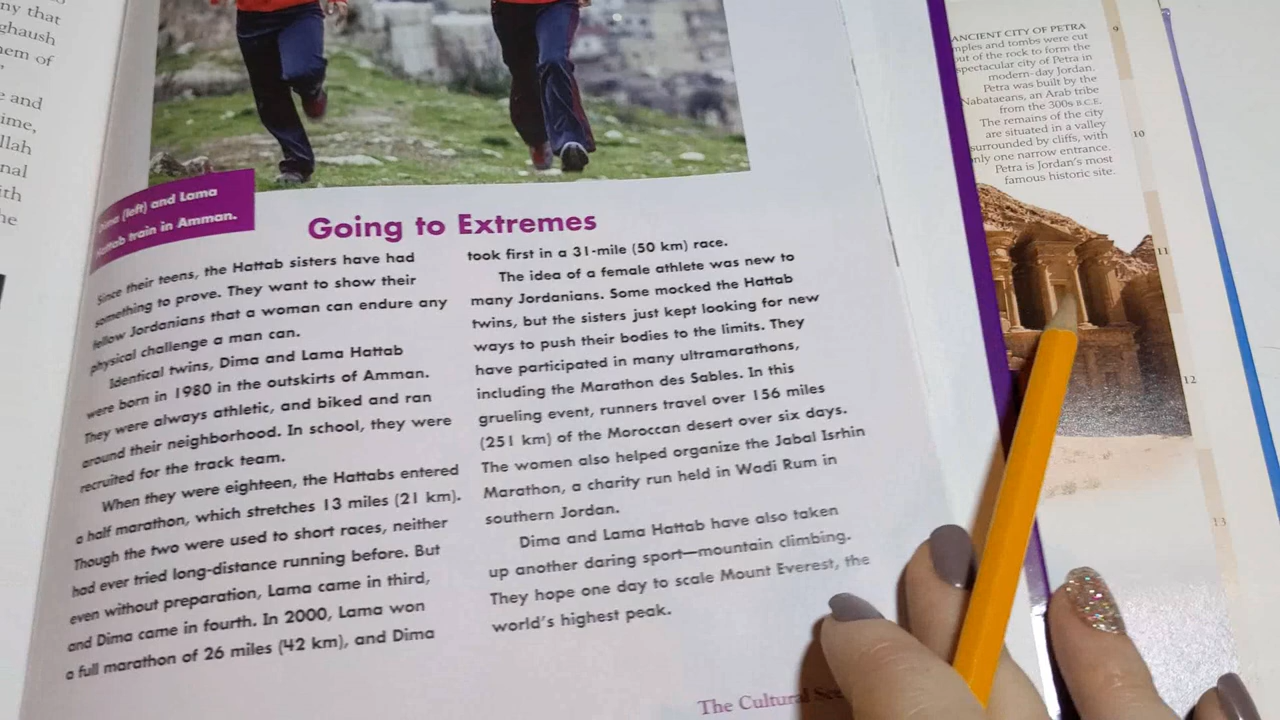 ny that
ghaush
em of
e and
ime,
llah
nal
ith
he
Dima (left) and Lama
Hattab train in Amman.
Going to Extremes
Since their teens, the Hattab sisters have had
something to prove. They want to show their
fellow Jordanians that a woman can endure any
physical challenge a man can.
Identical twins, Dima and Lama Hattab
were born in 1980 in the outskirts of Amman.
They were always athletic, and biked and ran
around their neighborhood. In school, they were
recruited for the track team.
When they were eighteen, the Hattabs entered
a half marathon, which stretches 13 miles (21 km).
Though the two were used to short races, neither
had ever tried long-distance running before. But
even without preparation, Lama came in third,
and Dima came in fourth. In 2000, Lama won
a full marathon of 26 miles (42 km), and Dima
took first in a 31-mile (50 km) race.
The idea of a female athlete was new to
many Jordanians. Some mocked the Hattab
twins, but the sisters just kept looking for new
ways to push their bodies to the limits. They
have participated in many ultramarathons,
including the Marathon des Sables. In this
grueling event, runners travel over 156 miles
(251 km) of the Moroccan desert over six days.
The women also helped organize the Jabal Isrhin
Marathon, a charity run held in Wadi Rum in
southern Jordan.
Dima and Lama Hattab have also taken
up another daring sport—mountain climbing.
They hope one day to scale Mount Everest, the
world's highest peak.
The Cultural
ANCIENT CITY OF PETRA
mples and tombs were cut
out of the rock to form the
spectacular city of Petra in
modern-day Jordan.
Petra was built by the
Nabataeans, an Arab tribe
from the 300s B.C.E.
The remains of the city
are situated in a valley
surrounded by cliffs, with
only one narrow entrance.
Petra is Jordan's most
famous historic site.
9
10
11
12
13